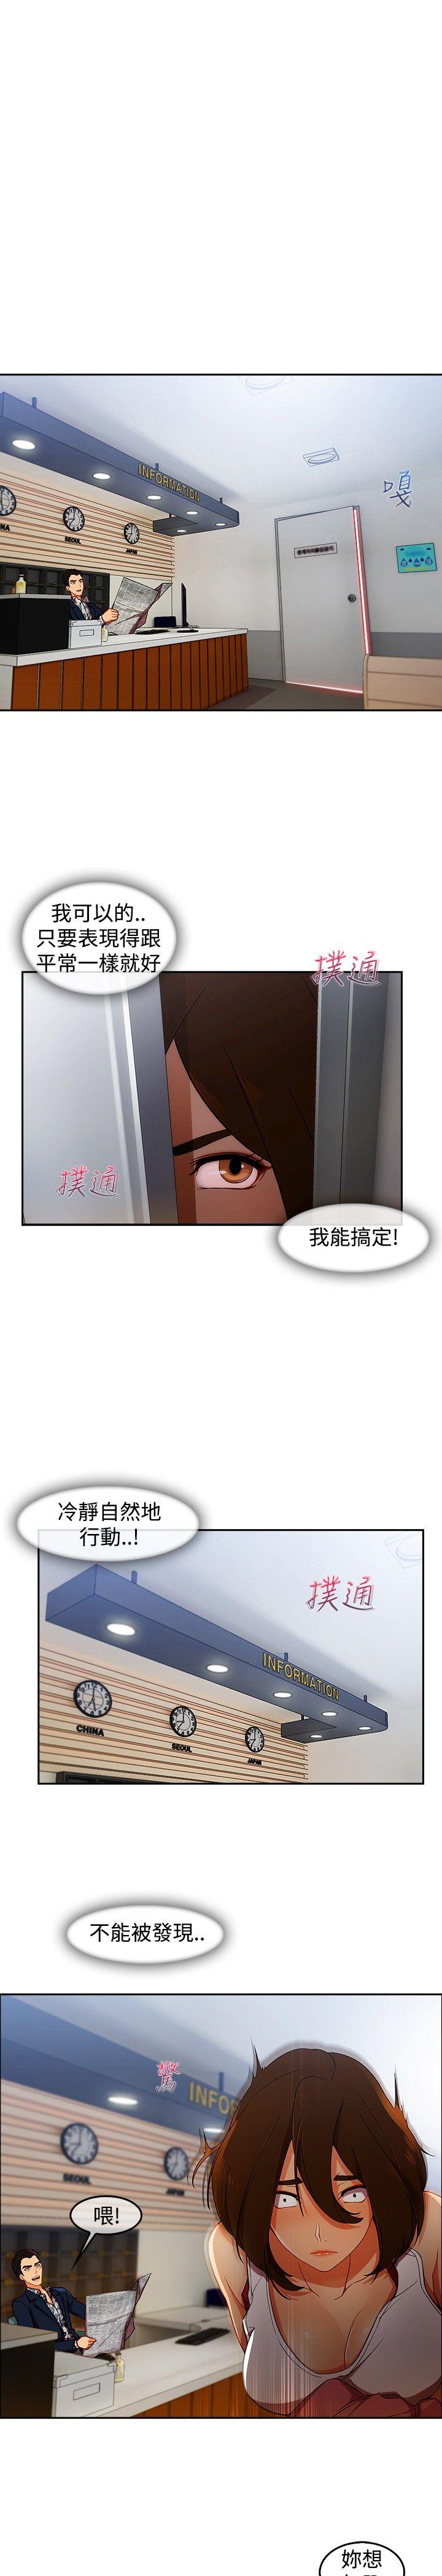 INFORMATION
嘎
NA
SEOUL
JAPAN
我可以的..
只要表現得跟
平常一樣就好
撲通
撲通
我能搞定!
冷靜自然地
行動..!
撲通
INFORMATION
CHINA
SEOUL
JAPAN
不能被發現..
驚
INFO
SEOUL
JAPAN
喂!
妳想